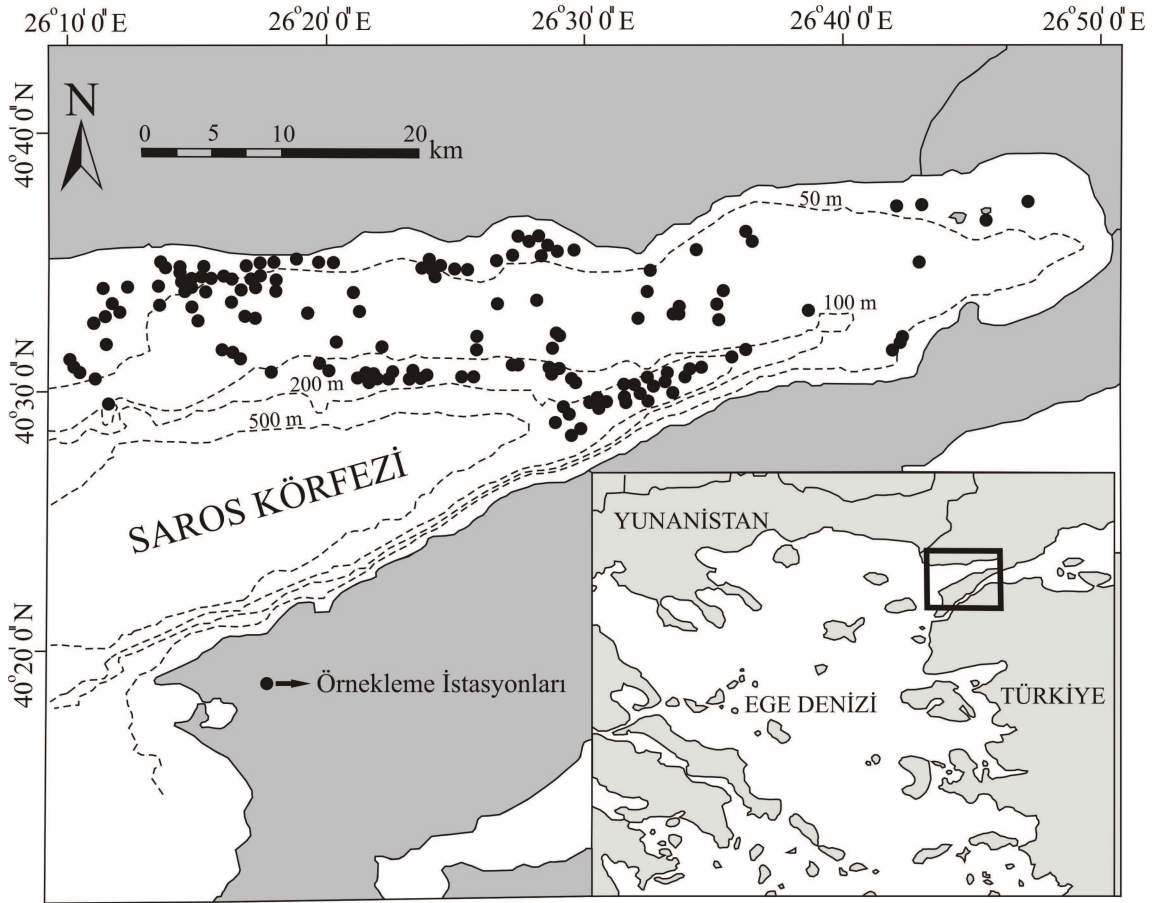 26°10'0"E 26°20'0"E 26°30'0"E 26°40'0"E 26°50'0"E
N
0 5 10 20
km
40°40'0"N
50 m
100 m
40°30'0"N
200 m
500 m
SAROS KÖRFEZİ
YUNANİSTAN
40°20'0"N
Örnekleme İstasyonları
EGE DENİZİ
TÜRKİYE